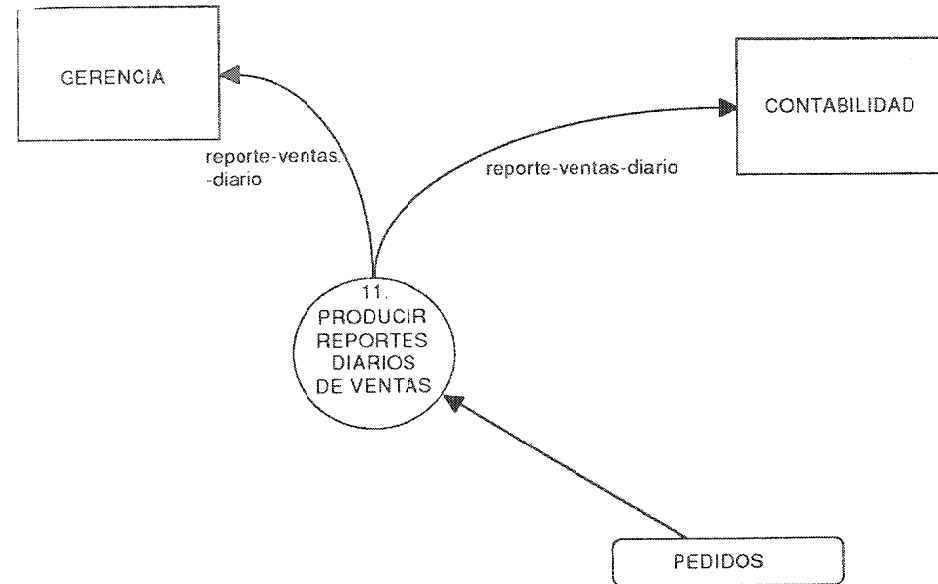 GERENCIA
CONTABILIDAD
reporte-ventas
-diario
reporte-ventas-diario
11.
PRODUCIR
REPORTES
DIARIOS
DE VENTAS
PEDIDOS